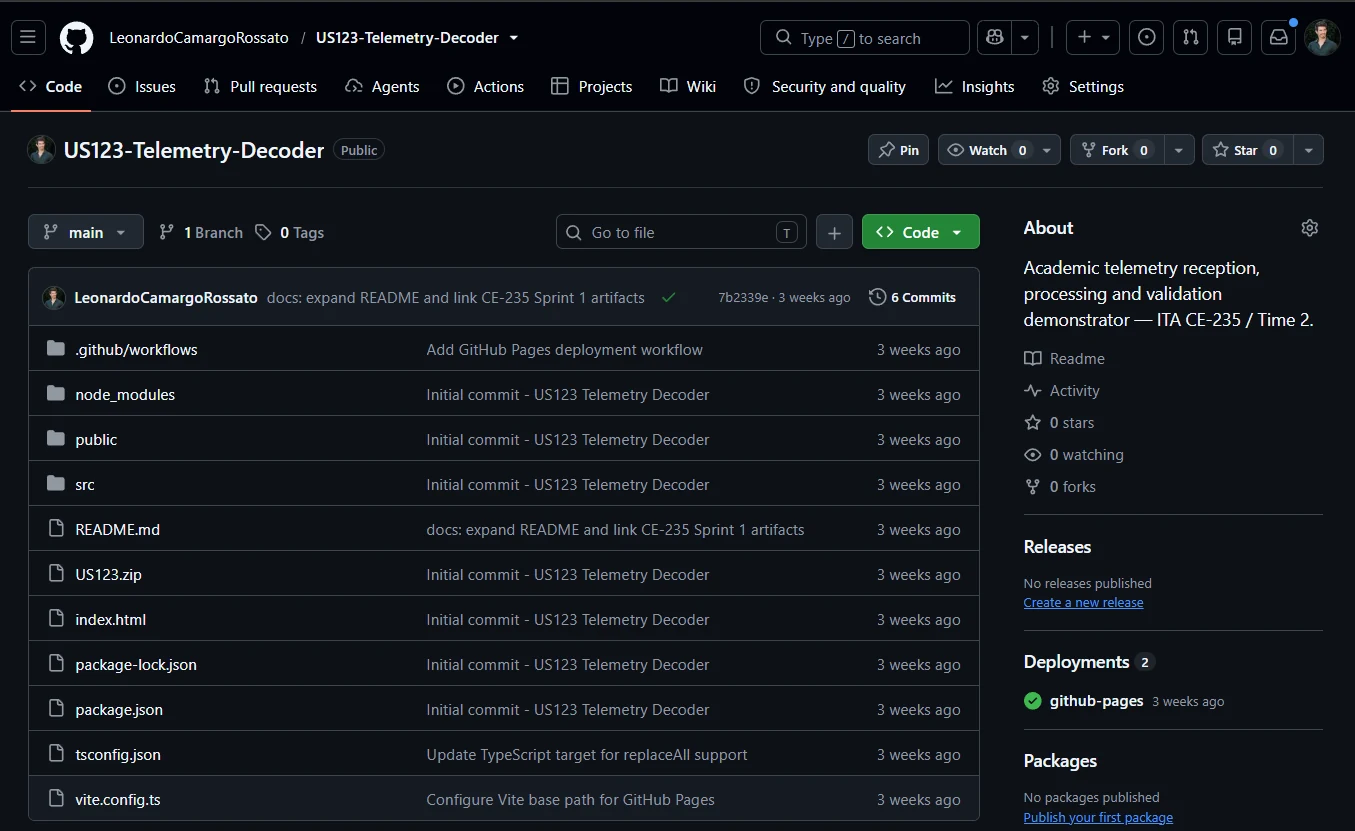 LeonardoCamargoRossato / US123-Telemetry-Decoder
Type / to search
Code Issues Pull requests Agents Actions Projects Wiki Security and quality Insights Settings
US123-Telemetry-Decoder Public
Pin Watch 0 Fork 0 Star 0
main 1 Branch 0 Tags Go to file T + Code
LeonardoCamargoRossato docs: expand README and link CE-235 Sprint 1 artifacts 7b2339e · 3 weeks ago 6 Commits
.github/workflows Add GitHub Pages deployment workflow 3 weeks ago
node_modules Initial commit - US123 Telemetry Decoder 3 weeks ago
public Initial commit - US123 Telemetry Decoder 3 weeks ago
src Initial commit - US123 Telemetry Decoder 3 weeks ago
README.md docs: expand README and link CE-235 Sprint 1 artifacts 3 weeks ago
US123.zip Initial commit - US123 Telemetry Decoder 3 weeks ago
index.html Initial commit - US123 Telemetry Decoder 3 weeks ago
package-lock.json Initial commit - US123 Telemetry Decoder 3 weeks ago
package.json Initial commit - US123 Telemetry Decoder 3 weeks ago
tsconfig.json Update TypeScript target for replaceAll support 3 weeks ago
vite.config.ts Configure Vite base path for GitHub Pages 3 weeks ago
About
Academic telemetry reception,
processing and validation
demonstrator — ITA CE-235 / Time 2.
Readme
Activity
0 stars
0 watching
0 forks
Releases
No releases published
Create a new release
Deployments 2
github-pages 3 weeks ago
Packages
No packages published
Publish your first package